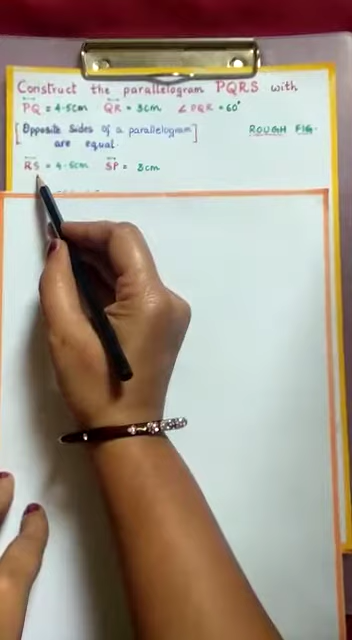 Construct the parallelogram PQRS with
PQ = 4.5cm QR = 3cm ∠PQR = 60°
[Opposite sides of a parallelogram]
are equal.
ROUGH FIG.
RS = 4.5cm SP = 3cm